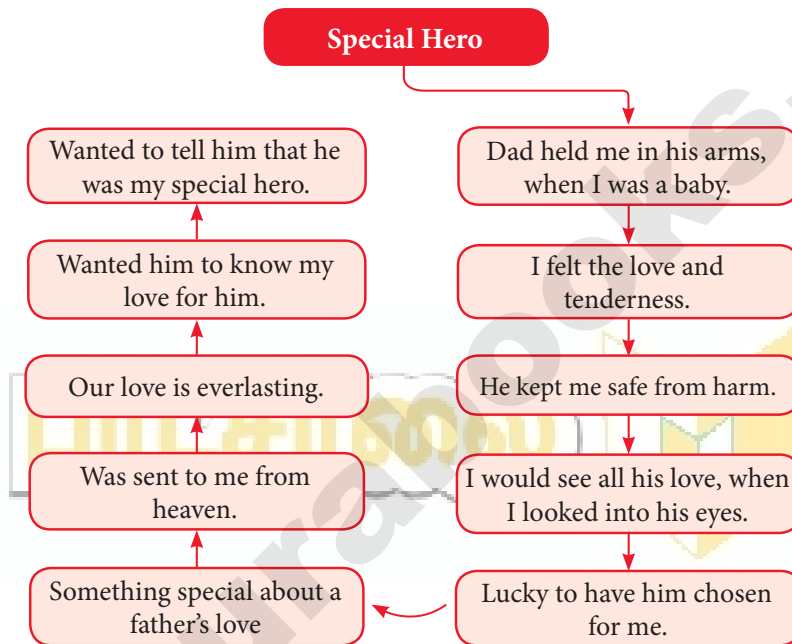 Special Hero
Dad held me in his arms,
when I was a baby.
I felt the love and
tenderness.
He kept me safe from harm.
I would see all his love, when
I looked into his eyes.
Lucky to have him chosen
for me.
Something special about a
father's love
Was sent to me from
heaven.
Our love is everlasting.
Wanted him to know my
love for him.
Wanted to tell him that he
was my special hero.